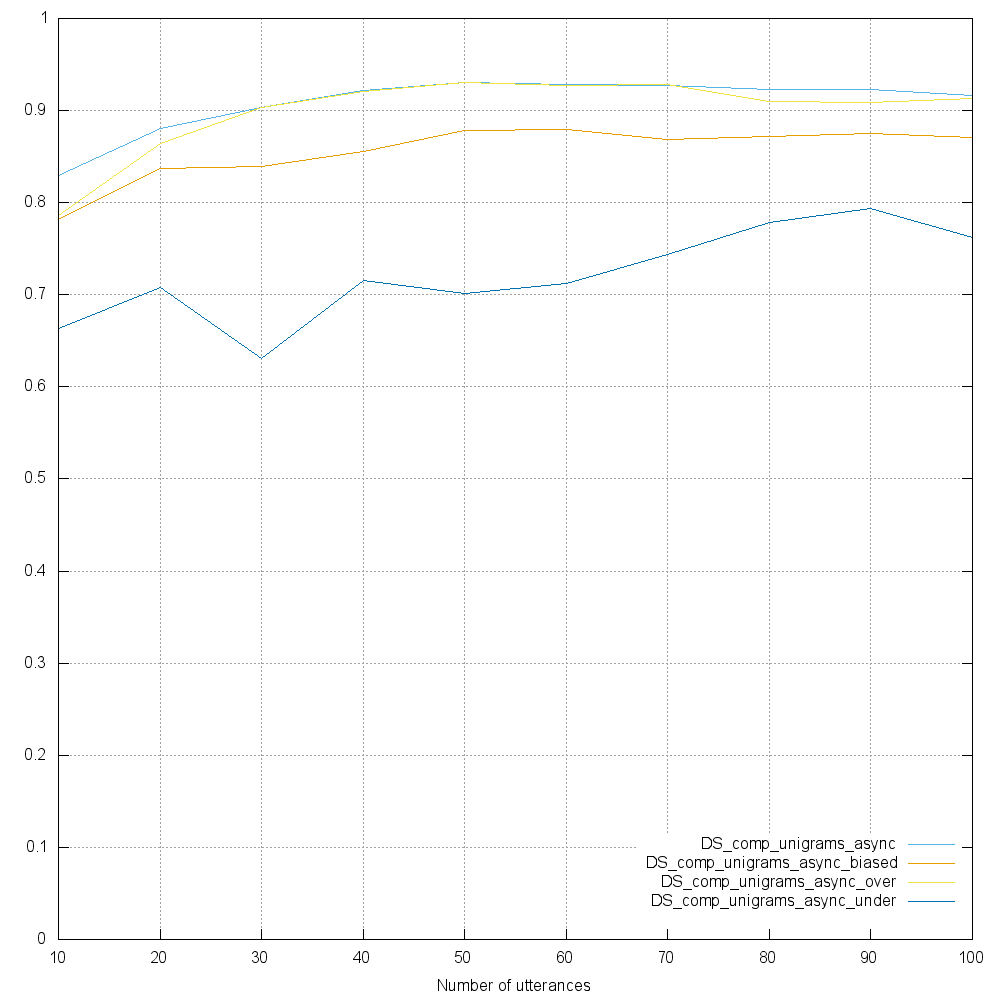 1
0.9
0.8
0.7
0.6
0.5
0.4
0.3
0.2
0.1
0
DS_comp_unigrams_async
DS_comp_unigrams_async_biased
DS_comp_unigrams_async_over
DS_comp_unigrams_async_under
10 20 30 40 50 60 70 80 90 100
Number of utterances